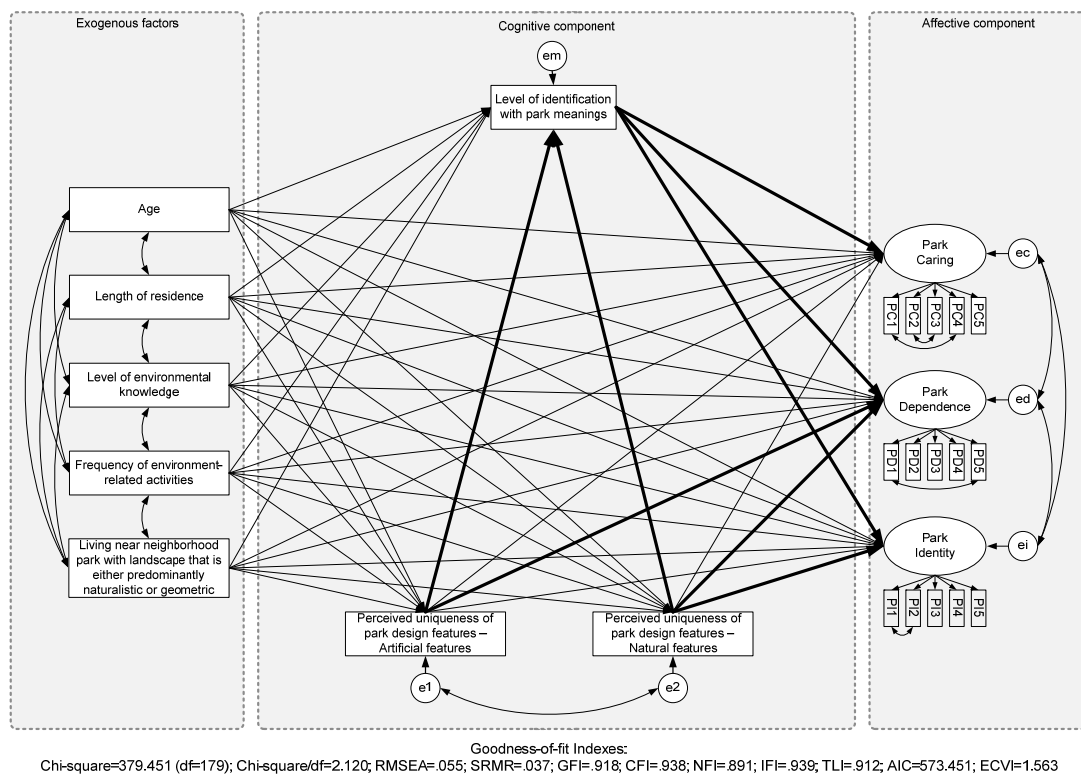 Exogenous factors
Cognitive component
Affective component
em
Level of identification
with park meanings
Age
Length of residence
Level of environmental
knowledge
Frequency of environment–
related activities
Living near neighborhood
park with landscape that is
either predominantly
naturalistic or geometric
Park
Caring
ec
PC1
PC2
PC3
PC4
PC5
Park
Dependence
ed
PD1
PD2
PD3
PD4
PD5
Park
Identity
ei
PI1
PI2
PI3
PI4
PI5
Perceived uniqueness of
park design features –
Artificial features
Perceived uniqueness of
park design features –
Natural features
e1
e2
Goodness-of-fit Indexes:
Chi-square=379.451 (df=179); Chi-square/df=2.120; RMSEA=.055; SRMR=.037; GFI=.918; CFI=.938; NFI=.891; IFI=.939; TLI=.912; AIC=573.451; ECVI=1.563